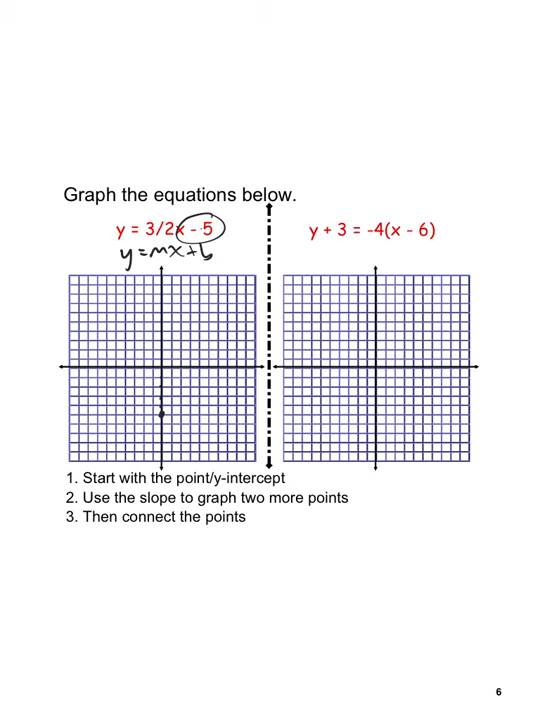 Graph the equations below.
y = 3/2x - 5
y = mx + b
y + 3 = -4(x - 6)
1. Start with the point/y-intercept
2. Use the slope to graph two more points
3. Then connect the points
6